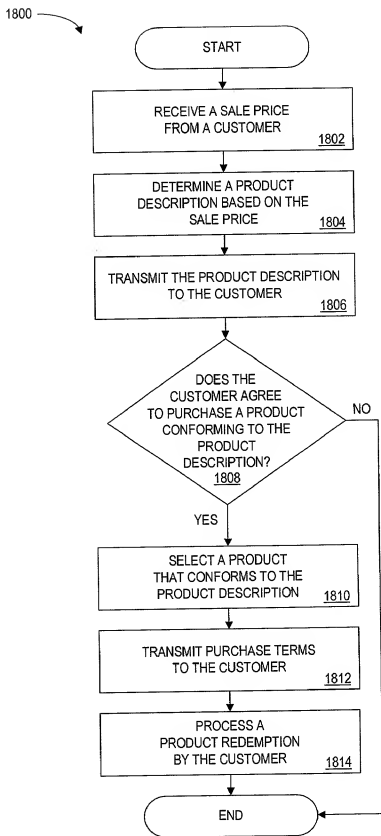 1800
START
RECEIVE A SALE PRICE
FROM A CUSTOMER
1802
DETERMINE A PRODUCT
DESCRIPTION BASED ON THE
SALE PRICE
1804
TRANSMIT THE PRODUCT DESCRIPTION
TO THE CUSTOMER
1806
DOES THE
CUSTOMER AGREE
TO PURCHASE A PRODUCT
CONFORMING TO THE
PRODUCT
DESCRIPTION?
1808
NO
YES
SELECT A PRODUCT
THAT CONFORMS TO THE
PRODUCT DESCRIPTION
1810
TRANSMIT PURCHASE TERMS
TO THE CUSTOMER
1812
PROCESS A
PRODUCT REDEMPTION
BY THE CUSTOMER
1814
END